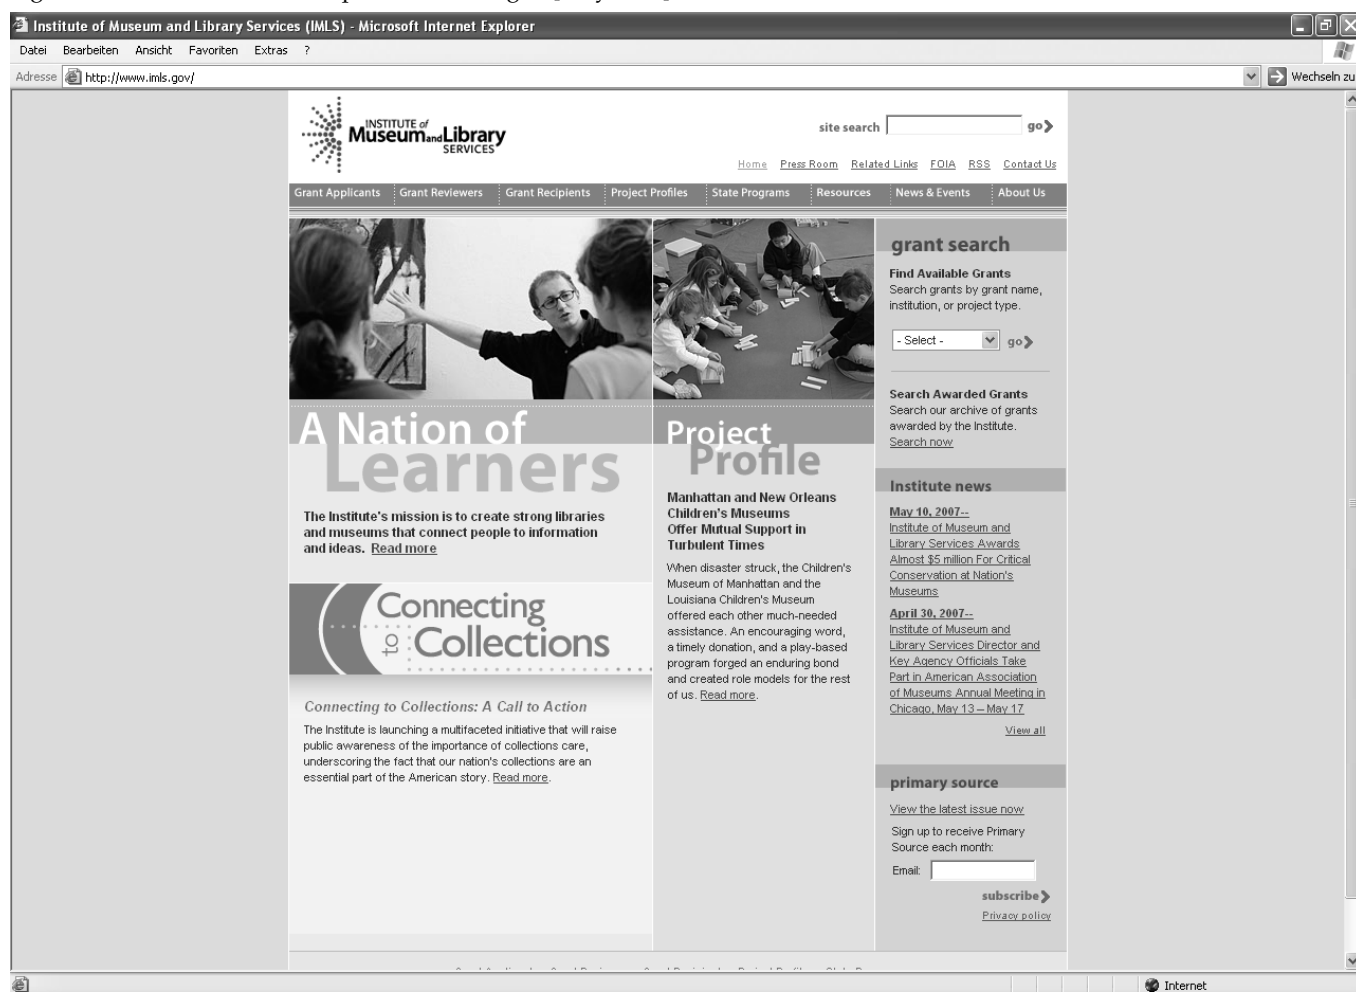 Institute of Museum and Library Services (IMLS) - Microsoft Internet Explorer
Datei Bearbeiten Ansicht Favoriten Extras ?
Adresse http://www.imls.gov/ Wechseln zu
INSTITUTE of
Museum and Library
SERVICES
site search go
Home Press Room Related Links FOIA RSS Contact Us
Grant Applicants Grant Reviewers Grant Recipients Project Profiles State Programs Resources News & Events About Us
A Nation of
Learners
The Institute's mission is to create strong libraries
and museums that connect people to information
and ideas. Read more
Connecting
to Collections
Connecting to Collections: A Call to Action
The Institute is launching a multifaceted initiative that will raise
public awareness of the importance of collections care,
underscoring the fact that our nation's collections are an
essential part of the American story. Read more.
Project
Profile
Manhattan and New Orleans
Children's Museums
Offer Mutual Support in
Turbulent Times
When disaster struck, the Children's
Museum of Manhattan and the
Louisiana Children's Museum
offered each other much-needed
assistance. An encouraging word,
a timely donation, and a play-based
program forged an enduring bond
and created role models for the rest
of us. Read more.
grant search
Find Available Grants
Search grants by grant name,
institution, or project type.
- Select - go
Search Awarded Grants
Search our archive of grants
awarded by the Institute.
Search now
Institute news
May 10, 2007--
Institute of Museum and
Library Services Awards
Almost $5 million For Critical
Conservation at Nation's
Museums
April 30, 2007--
Institute of Museum and
Library Services Director and
Key Agency Officials Take
Part in American Association
of Museums Annual Meeting in
Chicago, May 13 – May 17
View all
primary source
View the latest issue now
Sign up to receive Primary
Source each month:
Email:
subscribe
Privacy policy
Internet